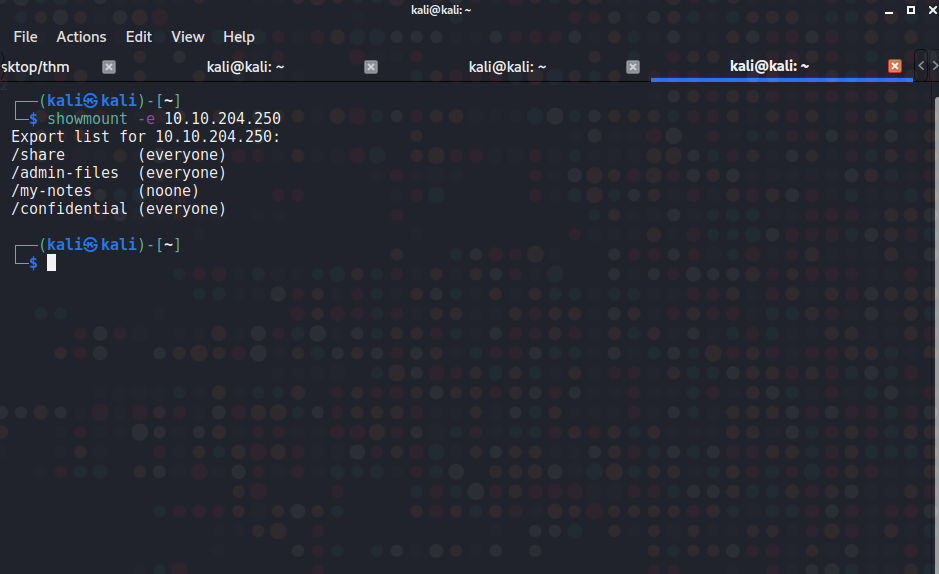 kali@kali: ~
File Actions Edit View Help
sktop/thm kali@kali: ~ kali@kali: ~ kali@kali: ~
┌──(kali㉿kali)-[~]
└─$ showmount -e 10.10.204.250
Export list for 10.10.204.250:
/share        (everyone)
/admin-files  (everyone)
/my-notes     (noone)
/confidential (everyone)
┌──(kali㉿kali)-[~]
└─$